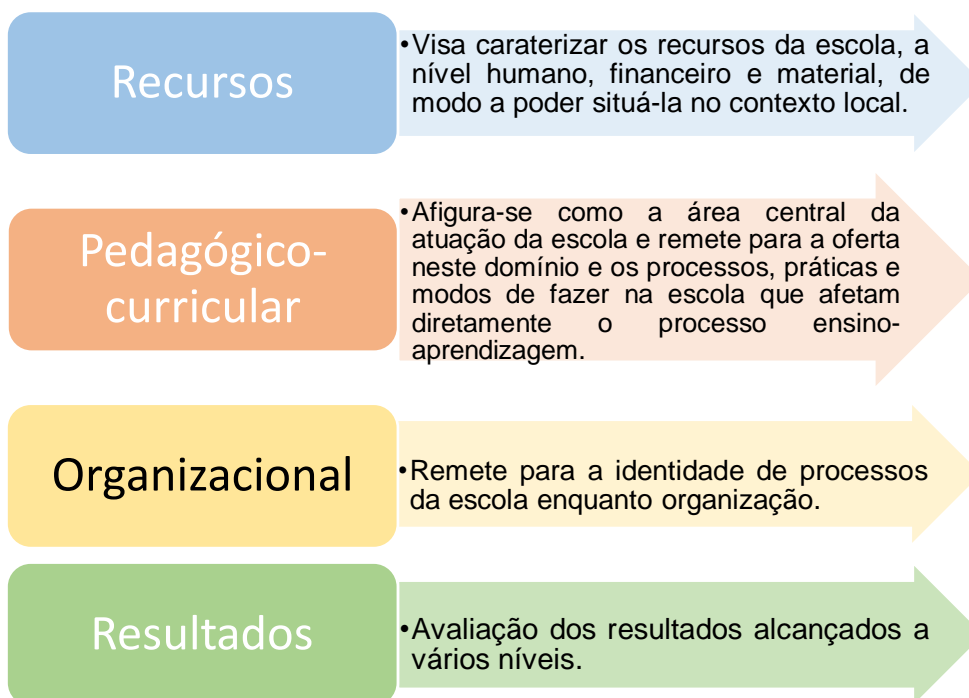 Recursos
•Visa caraterizar os recursos da escola, a
nível humano, financeiro e material, de
modo a poder situá-la no contexto local.
Pedagógico-
curricular
•Afigura-se como a área central da
atuação da escola e remete para a oferta
neste domínio e os processos, práticas e
modos de fazer na escola que afetam
diretamente o processo ensino-
aprendizagem.
Organizacional
•Remete para a identidade de processos
da escola enquanto organização.
Resultados
•Avaliação dos resultados alcançados a
vários níveis.